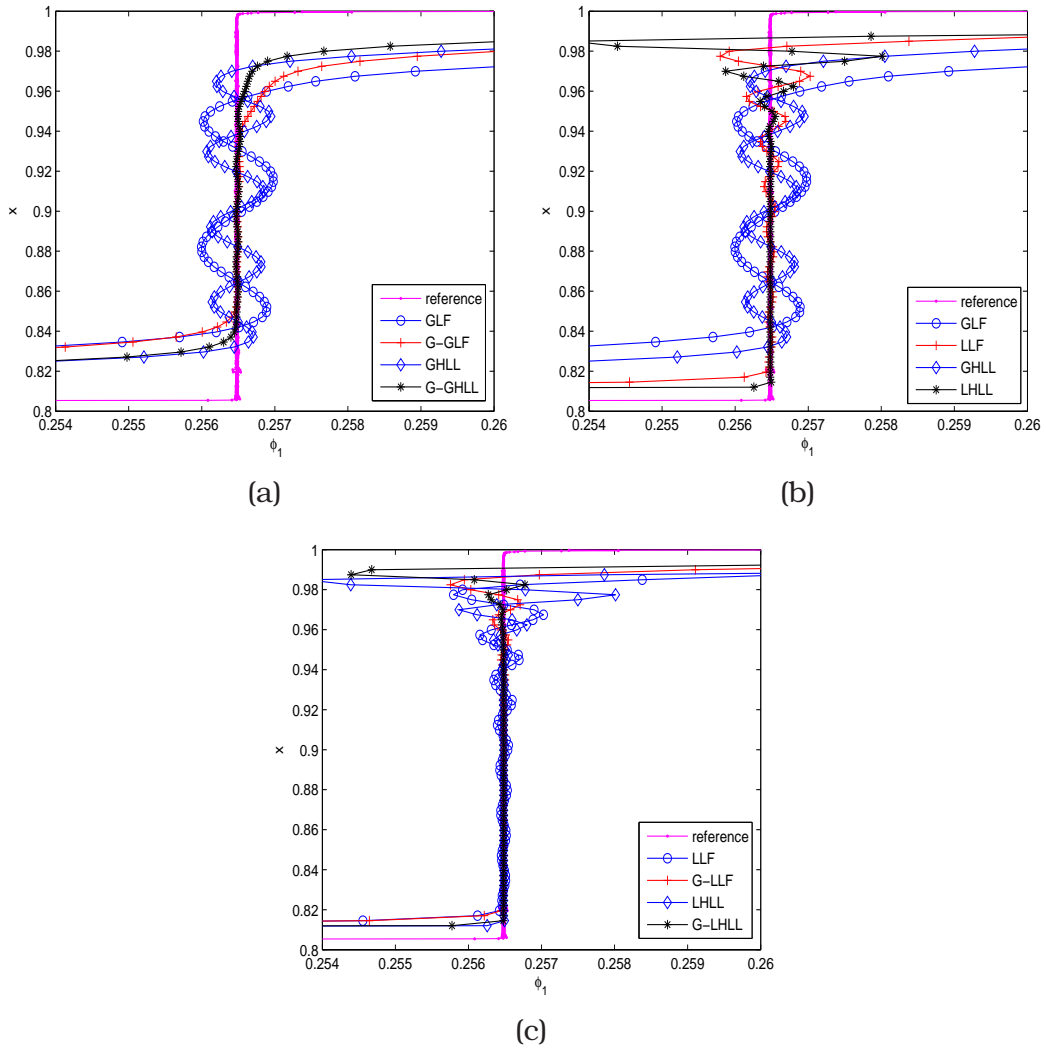 1
0.98
0.96
0.94
0.92
0.9
0.88
0.86
0.84
0.82
0.8
x
reference
GLF
G−GLF
GHLL
G−GHLL
0.254 0.255 0.256 0.257 0.258 0.259 0.26
ϕ1
(a)
1
0.98
0.96
0.94
0.92
0.9
0.88
0.86
0.84
0.82
0.8
x
reference
GLF
LLF
GHLL
LHLL
0.254 0.255 0.256 0.257 0.258 0.259 0.26
ϕ1
(b)
1
0.98
0.96
0.94
0.92
0.9
0.88
0.86
0.84
0.82
0.8
x
reference
LLF
G−LLF
LHLL
G−LHLL
0.254 0.255 0.256 0.257 0.258 0.259 0.26
ϕ1
(c)